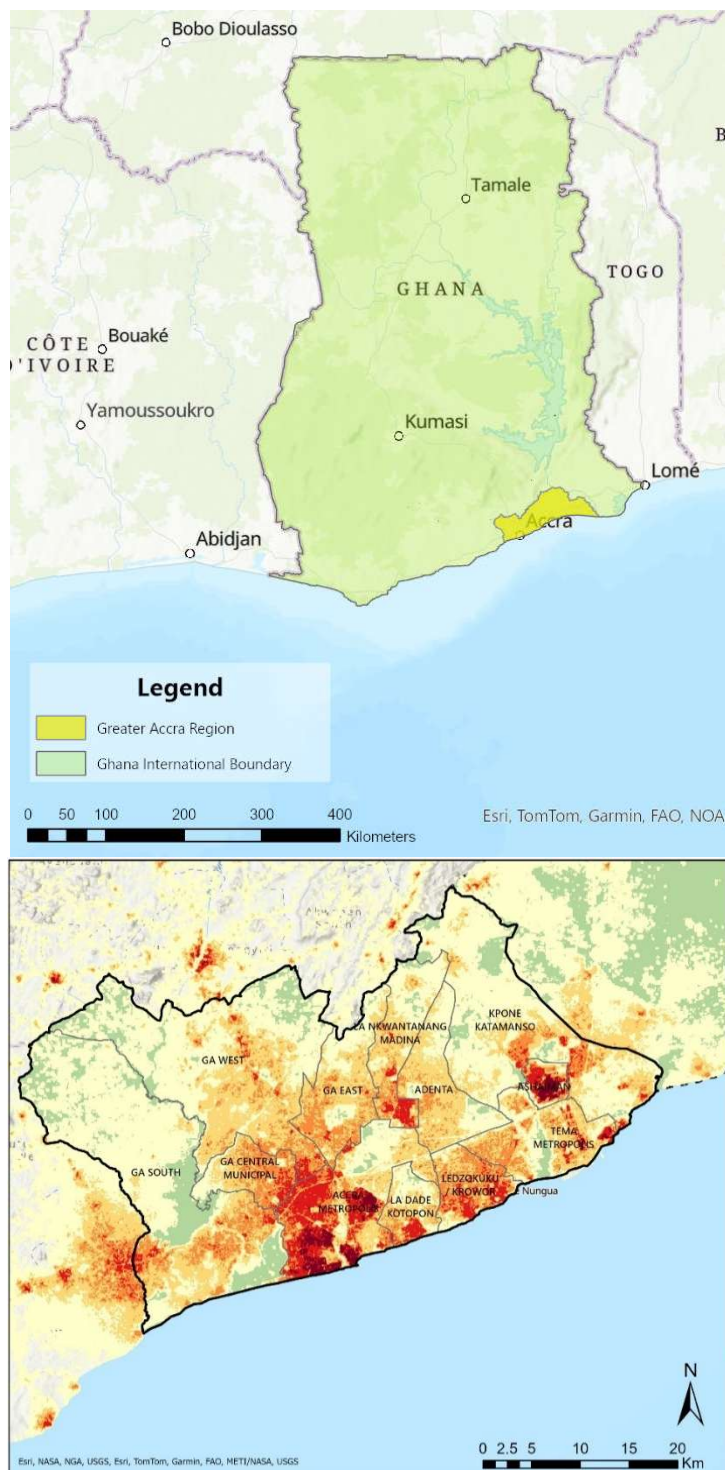 Bobo Dioulasso
B
Tamale
GHANA
TOGO
Bouaké
CÔTE
D'IVOIRE
Yamoussoukro
Kumasi
Lomé
Accra
Abidjan
Legend
Greater Accra Region
Ghana International Boundary
0 50 100 200 300 400
Kilometers
Esri, TomTom, Garmin, FAO, NOA
KPONE
KATAMANSO
LA NKWANTANANG
MADINA
GA WEST
GA EAST
ADENTA
ASHAIMAN
TEMA
METROPOLIS
GA SOUTH
GA CENTRAL
MUNICIPAL
LEDZOKUKU
/ KROWOR
Nungua
ACCRA
METROPOLIS
LA DADE
KOTOPON
N
0 2.5 5 10 15 20
Km
Esri, NASA, NGA, USGS, Esri, TomTom, Garmin, FAO, METI/NASA, USGS